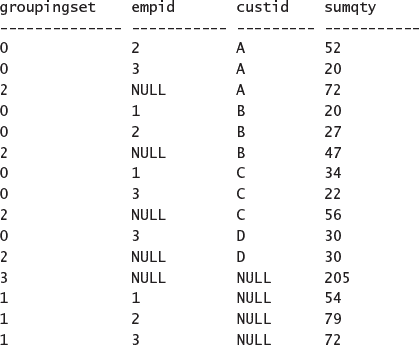 groupingset empid custid sumqty
-------------- ----------- --------- -----------
0 2 A 52
0 3 A 20
2 NULL A 72
0 1 B 20
0 2 B 27
2 NULL B 47
0 1 C 34
0 3 C 22
2 NULL C 56
0 3 D 30
2 NULL D 30
3 NULL NULL 205
1 1 NULL 54
1 2 NULL 79
1 3 NULL 72